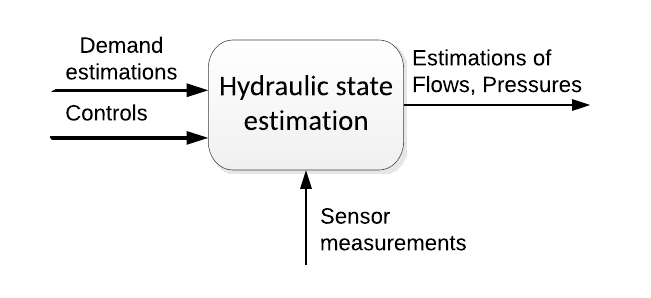 Demand
estimations
Controls
Hydraulic state
estimation
Estimations of
Flows, Pressures
Sensor
measurements